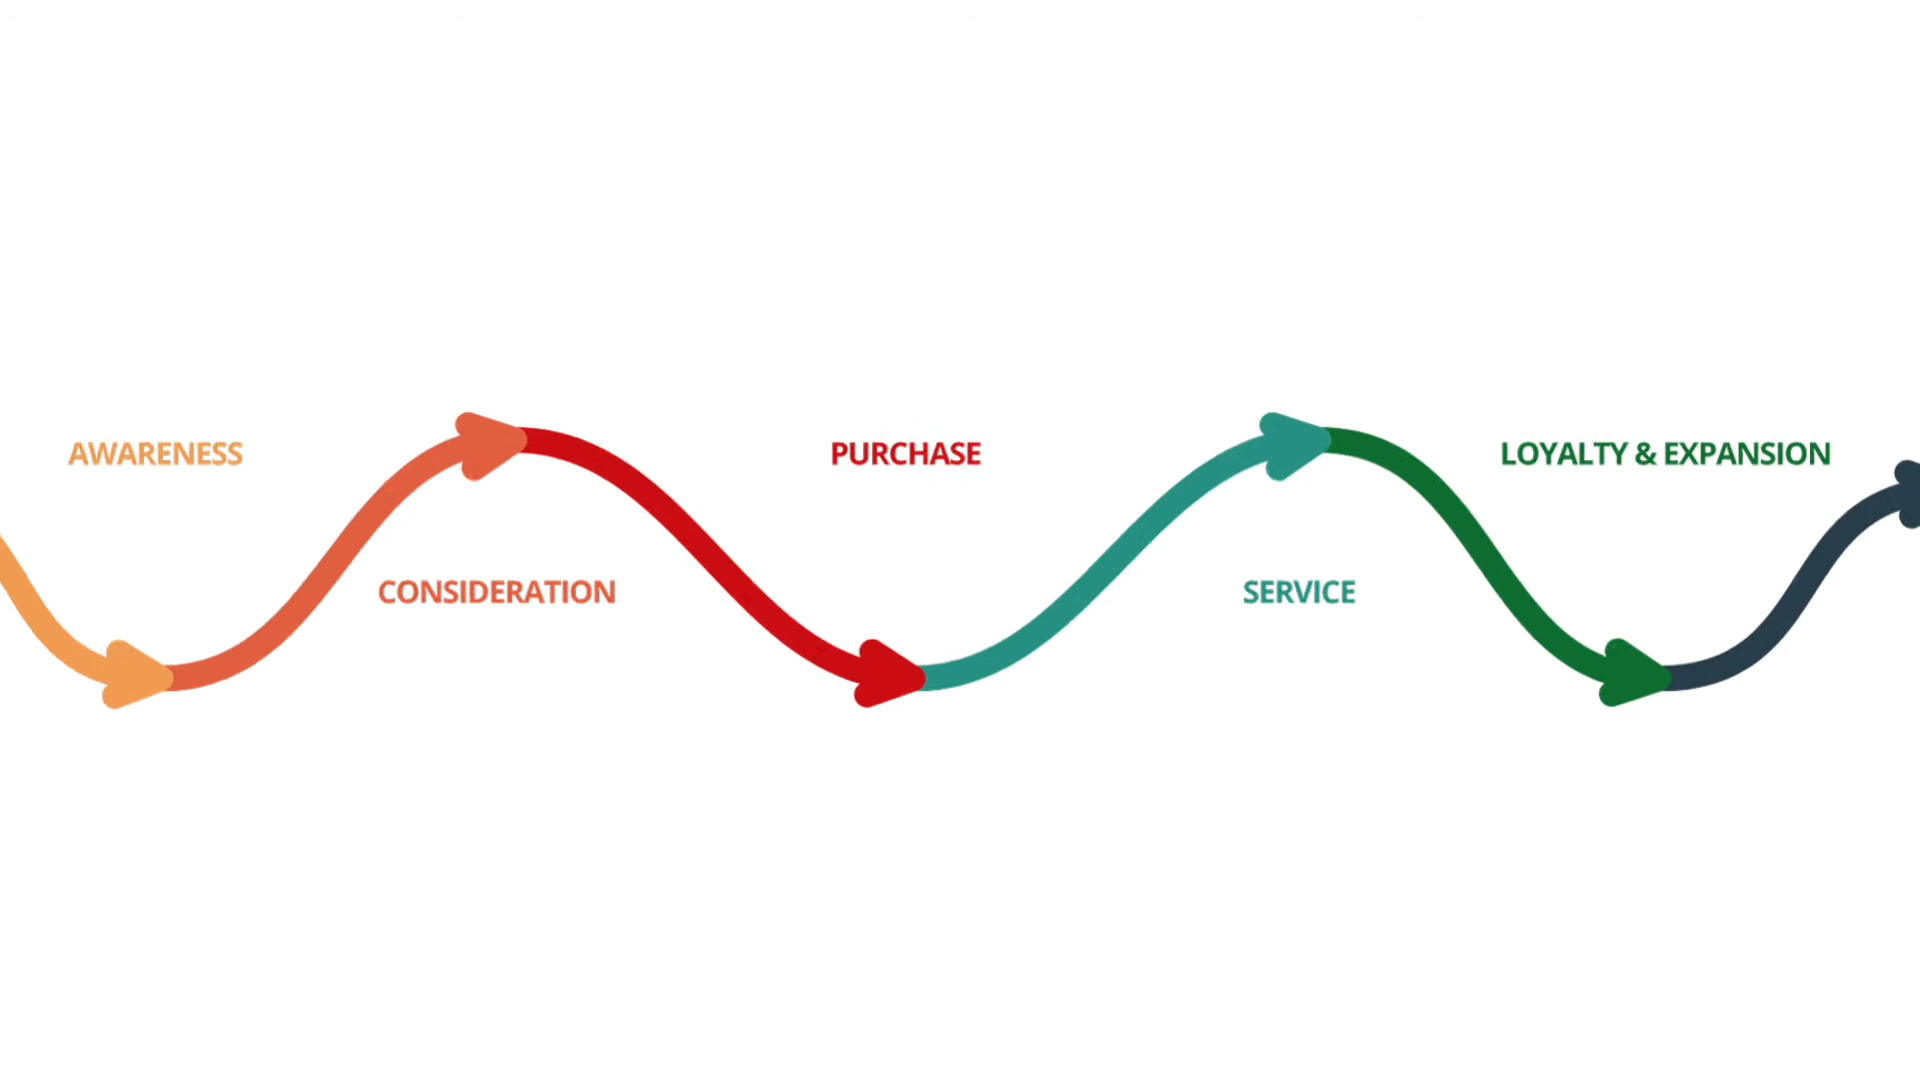 AWARENESS
CONSIDERATION
PURCHASE
SERVICE
LOYALTY & EXPANSION